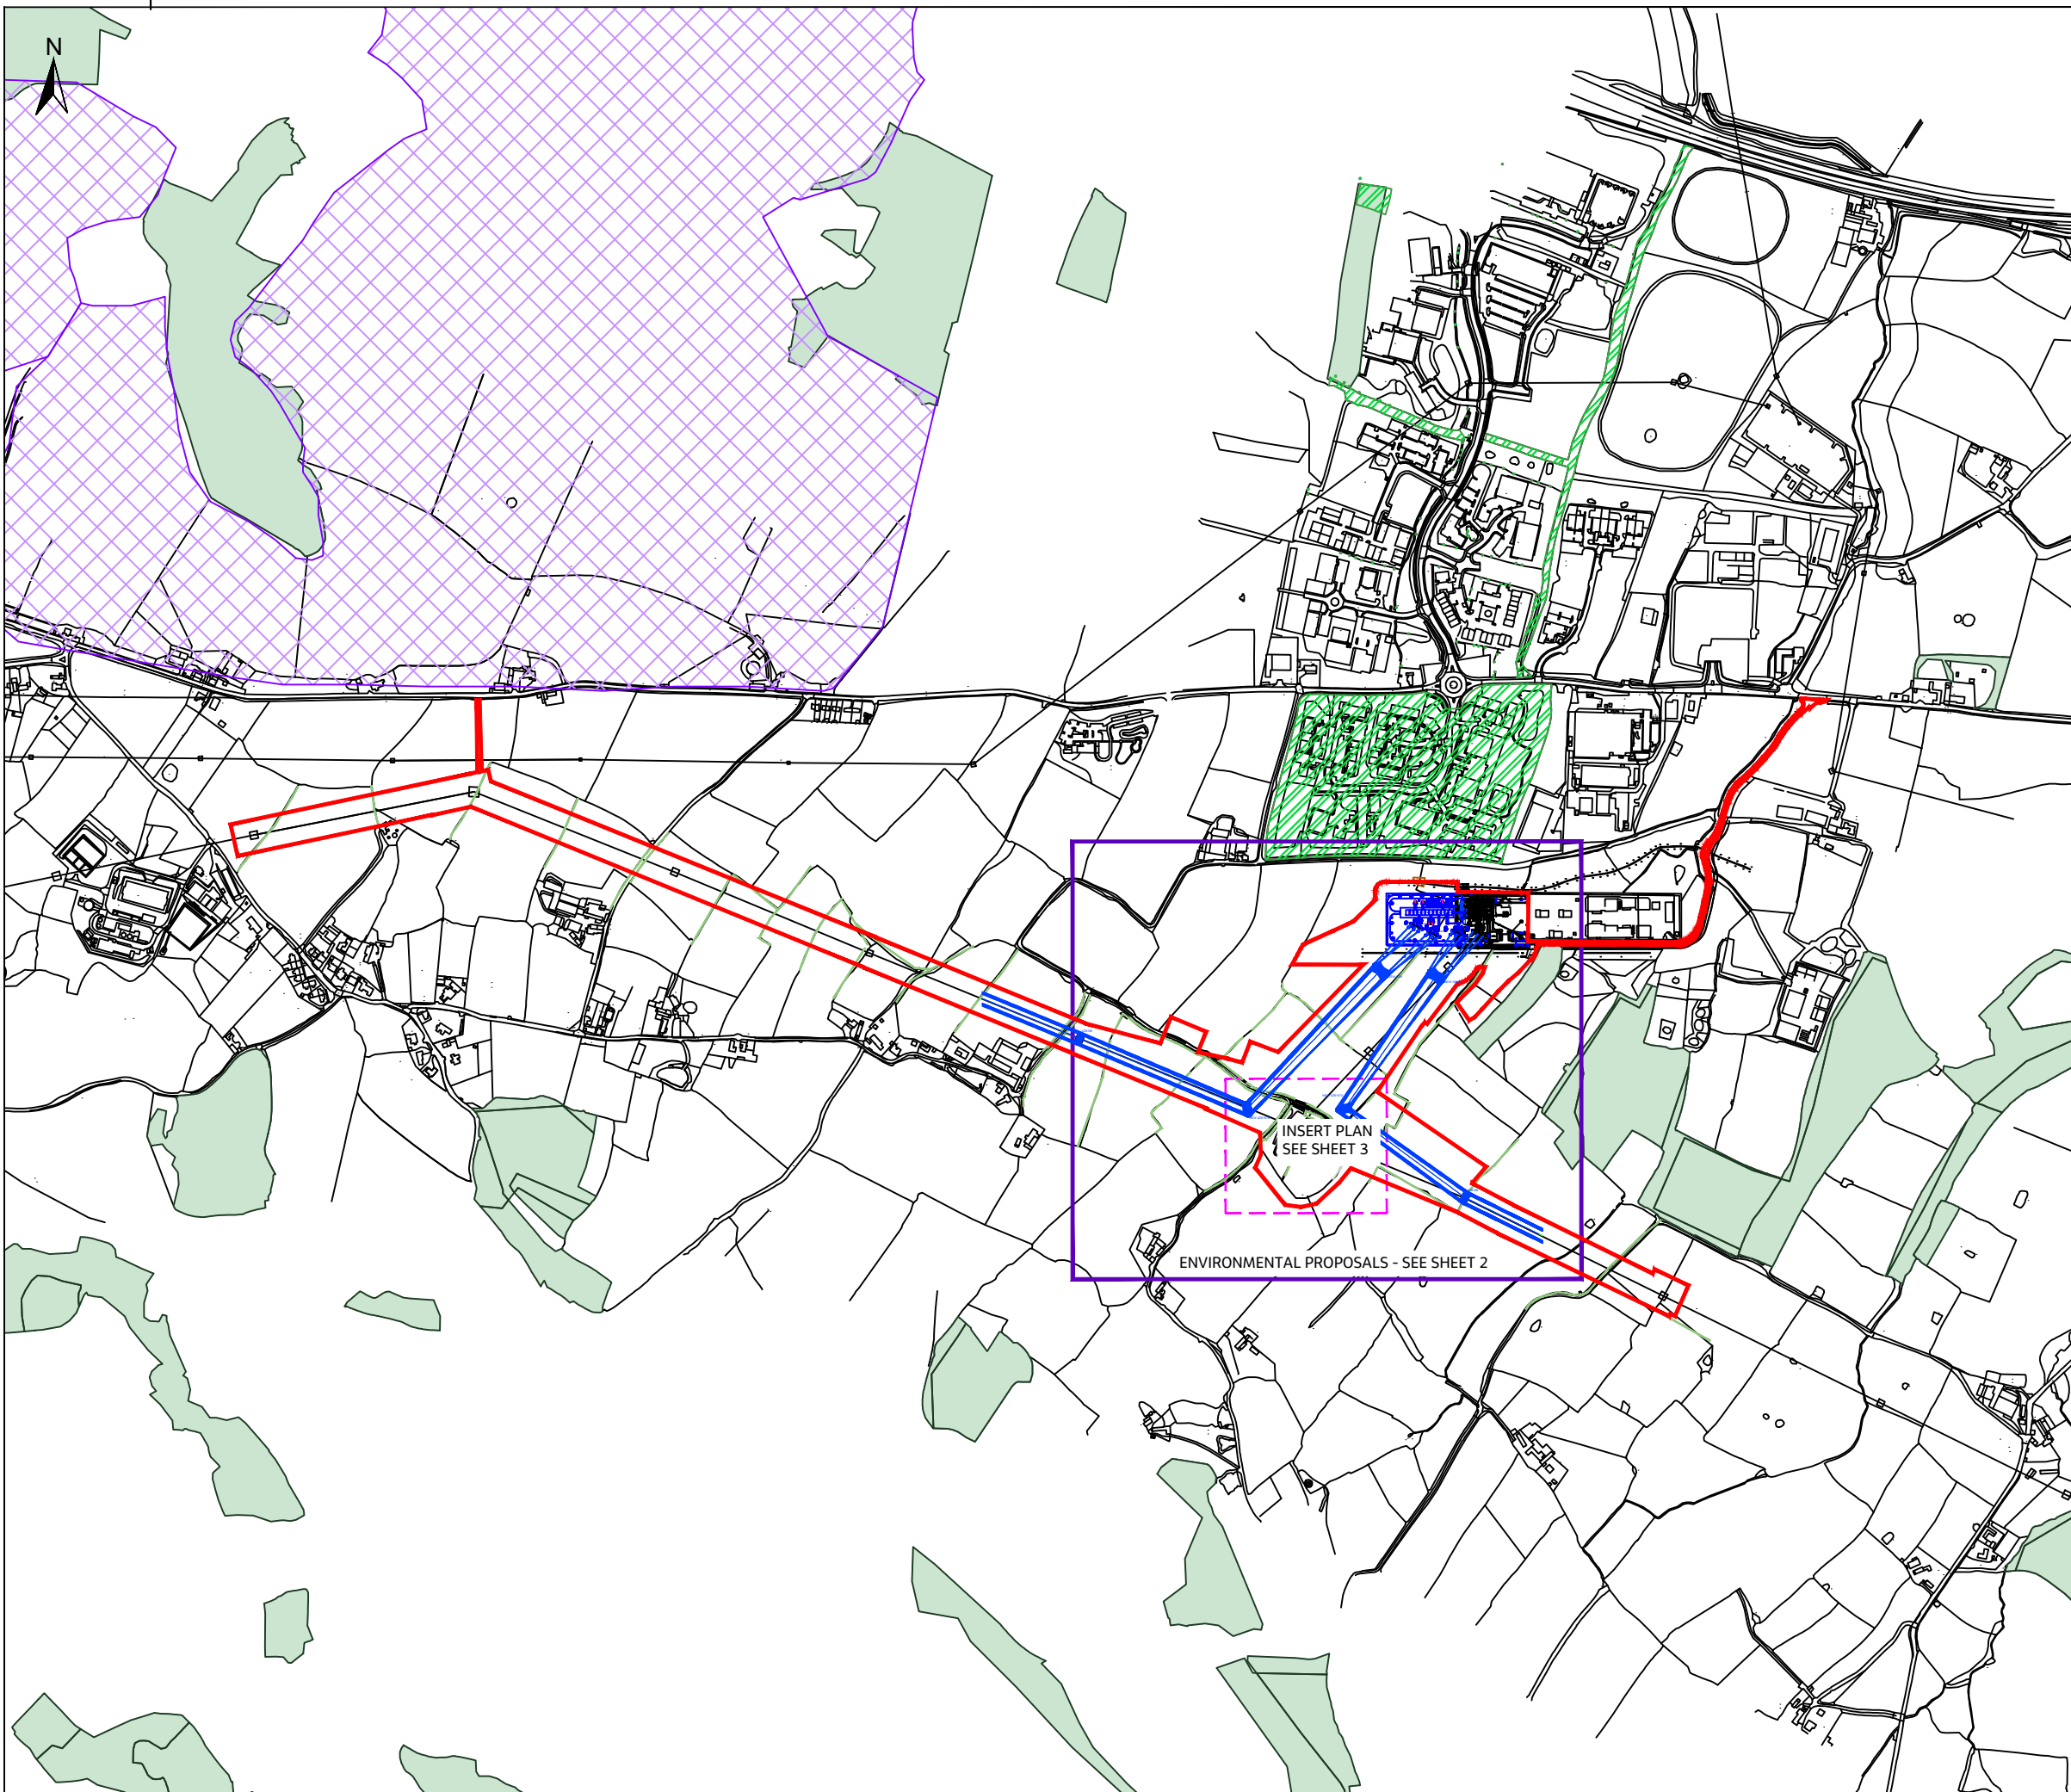 N
INSERT PLAN
SEE SHEET 3
ENVIRONMENTAL PROPOSALS - SEE SHEET 2